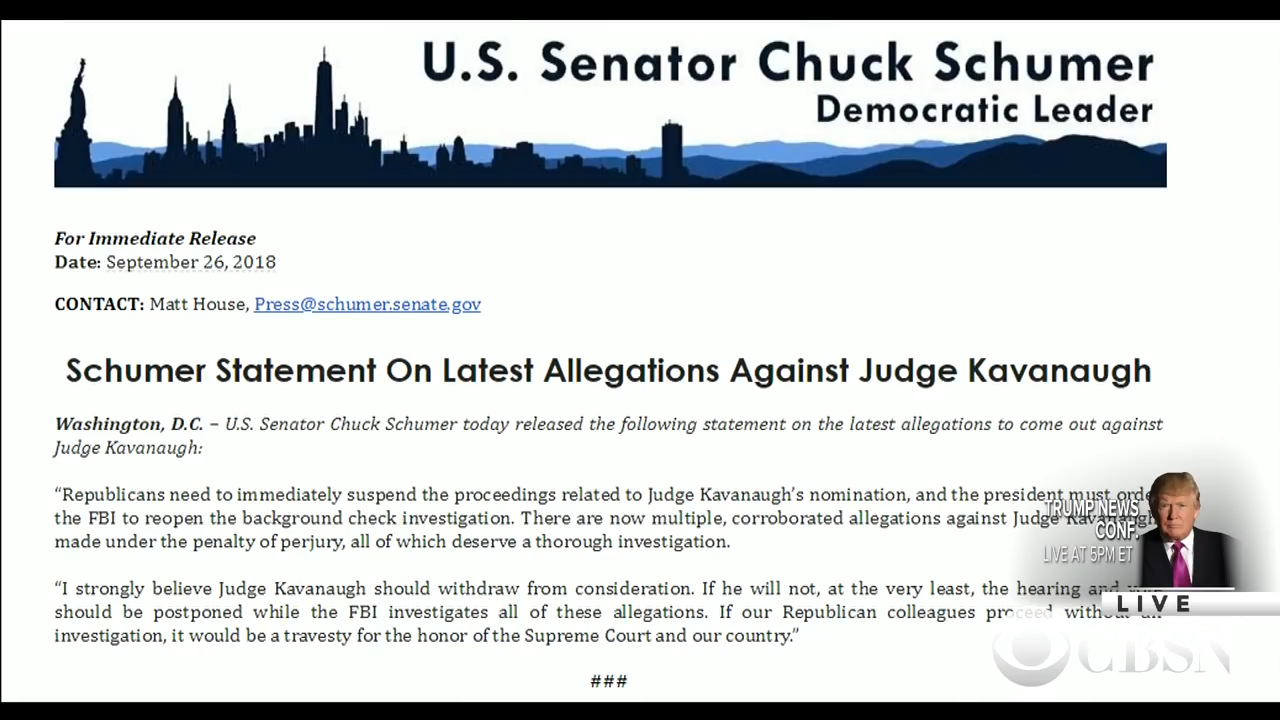 U.S. Senator Chuck Schumer
Democratic Leader
For Immediate Release
Date: September 26, 2018
CONTACT: Matt House, Press@schumer.senate.gov
Schumer Statement On Latest Allegations Against Judge Kavanaugh
Washington, D.C. – U.S. Senator Chuck Schumer today released the following statement on the latest allegations to come out against
Judge Kavanaugh:
“Republicans need to immediately suspend the proceedings related to Judge Kavanaugh’s nomination, and the president must order
the FBI to reopen the background check investigation. There are now multiple, corroborated allegations against Judge Kavanaugh
made under the penalty of perjury, all of which deserve a thorough investigation.
“I strongly believe Judge Kavanaugh should withdraw from consideration. If he will not, at the very least, the hearing and vote
should be postponed while the FBI investigates all of these allegations. If our Republican colleagues proceed without an
investigation, it would be a travesty for the honor of the Supreme Court and our country.”
###
TRUMP NEWS
CONF.
LIVE AT 5PM ET
LIVE
CBSN